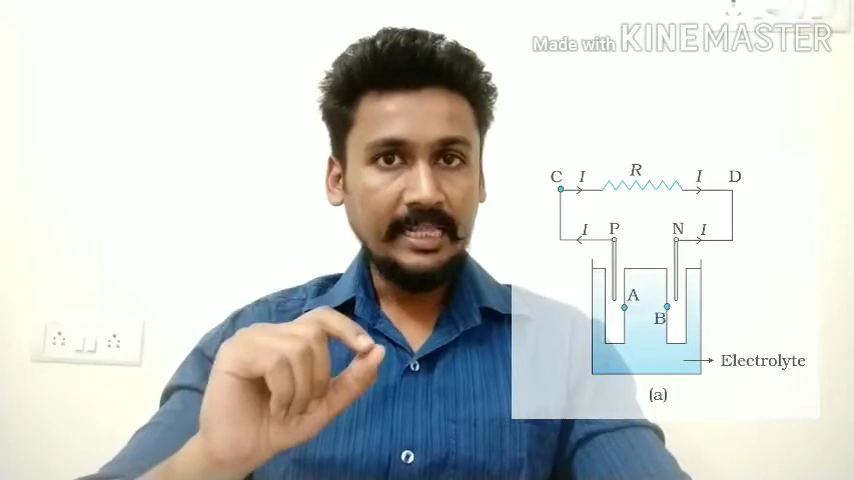 Made with KINEMASTER
C I R I D
I P N I
A
B
Electrolyte
(a)